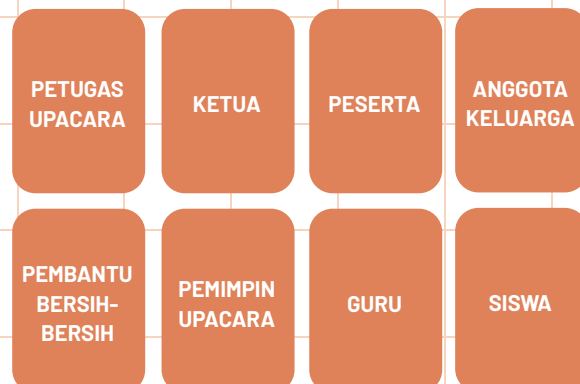 PETUGAS
UPACARA
KETUA
PESERTA
ANGGOTA
KELUARGA
PEMBANTU
BERSIH-
BERSIH
PEMIMPIN
UPACARA
GURU
SISWA